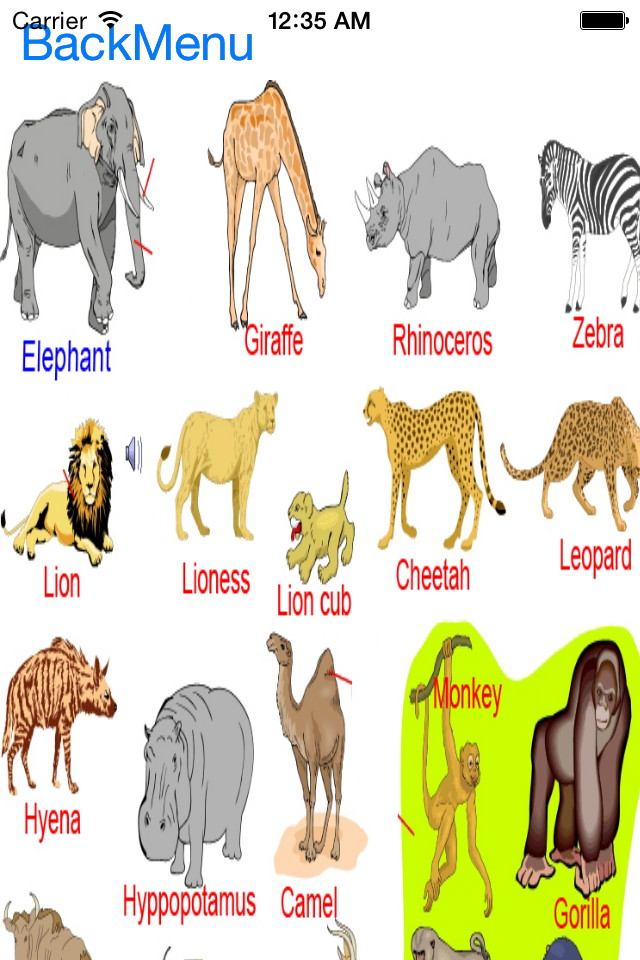 Carrier 12:35 AM
BackMenu
Elephant
Giraffe
Rhinoceros
Zebra
Lion
Lioness
Lion cub
Cheetah
Leopard
Hyena
Hyppopotamus
Camel
Monkey
Gorilla